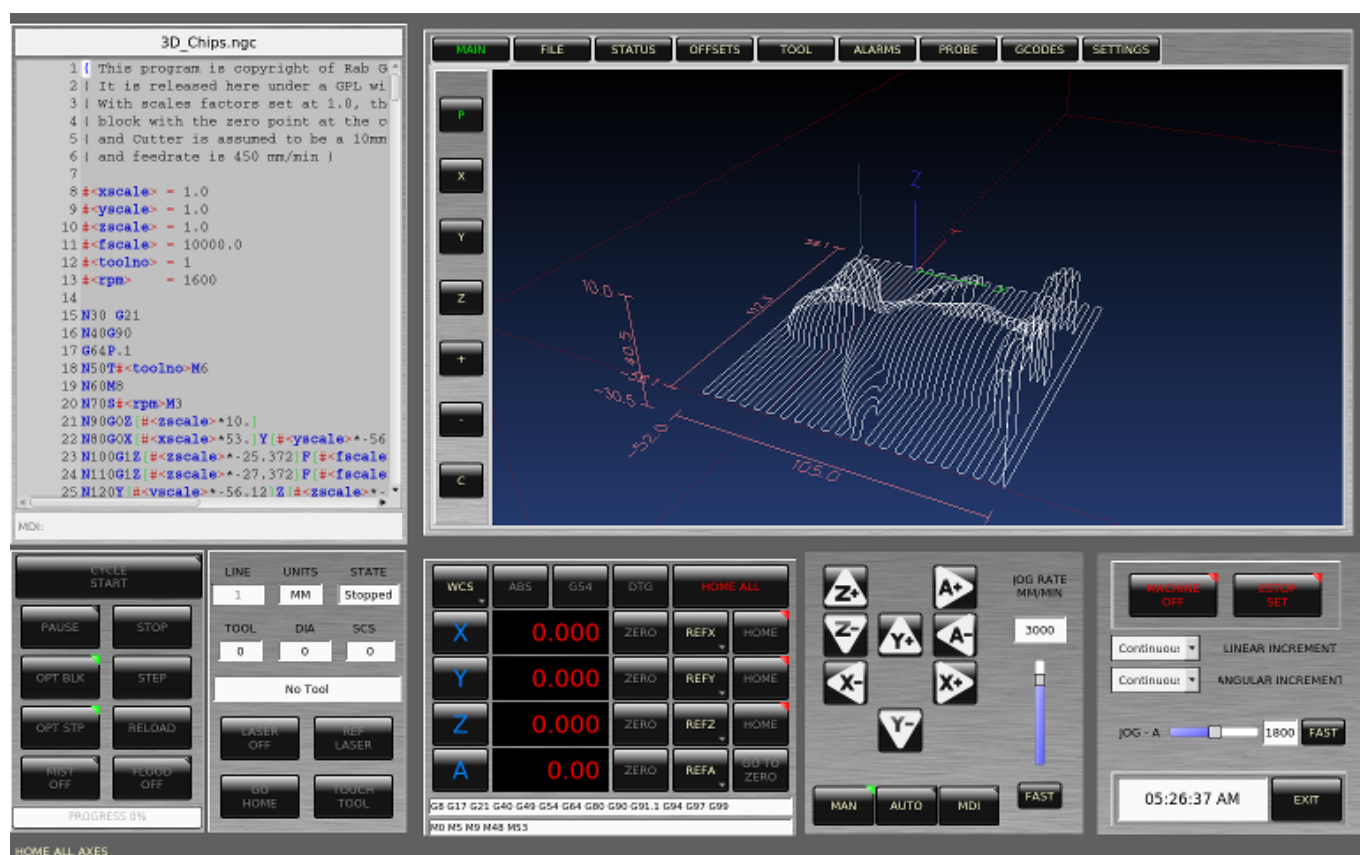 3D_Chips.ngc
1 ( This program is copyright of Rab G
2 ( It is released here under a GPL wi
3 ( With scales factors set at 1.0, th
4 ( block with the zero point at the c
5 ( and Cutter is assumed to be a 10mm
6 ( and feedrate is 450 mm/min )
7
8 #<xscale> = 1.0
9 #<yscale> = 1.0
10 #<zscale> = 1.0
11 #<fscale> = 10000.0
12 #<toolno> = 1
13 #<rpm> = 1600
14
15 N30 G21
16 N40G90
17 G64P.1
18 N50T#<toolno>M6
19 N60M8
20 N70S#<rpm>M3
21 N90G0Z[#<zscale>*10.]
22 N80G0X[#<xscale>*53.]Y[#<yscale>*-56
23 N100G1Z[#<zscale>*-25.372]F[#<fscale
24 N110G1Z[#<zscale>*-27.372]F[#<fscale
25 N120Y[#<yscale>*-56.12]Z[#<zscale>*-
MDI:
MAIN FILE STATUS OFFSETS TOOL ALARMS PROBE GCODES SETTINGS
P
X
Y
Z
+
-
C
Z
Y
10.0
112.3
40.5
-30.5
-52.0
105.0
CYCLE START
PAUSE STOP
OPT BLK STEP
OPT STP RELOAD
MIST OFF FLOOD OFF
PROGRESS 0%
LINE UNITS STATE
1 MM Stopped
TOOL DIA SCS
0 0 0
No Tool
LASER OFF REF LASER
GO HOME TOUCH TOOL
WCS ABS G54 DTG HOME ALL
X 0.000 ZERO REFX HOME
Y 0.000 ZERO REFY HOME
Z 0.000 ZERO REFZ HOME
A 0.00 ZERO REFA GO TO ZERO
G8 G17 G21 G40 G49 G54 G64 G80 G90 G91.1 G94 G97 G99
M0 M5 M9 M48 M53
Z+ A+
Z- Y+ A-
X- X+
Y-
JOG RATE
MM/MIN
3000
FAST
MAN AUTO MDI
MACHINE OFF ESTOP SET
Continuou: LINEAR INCREMENT
Continuou: ANGULAR INCREMENT
JOG - A 1800 FAST
05:26:37 AM EXIT
HOME ALL AXES